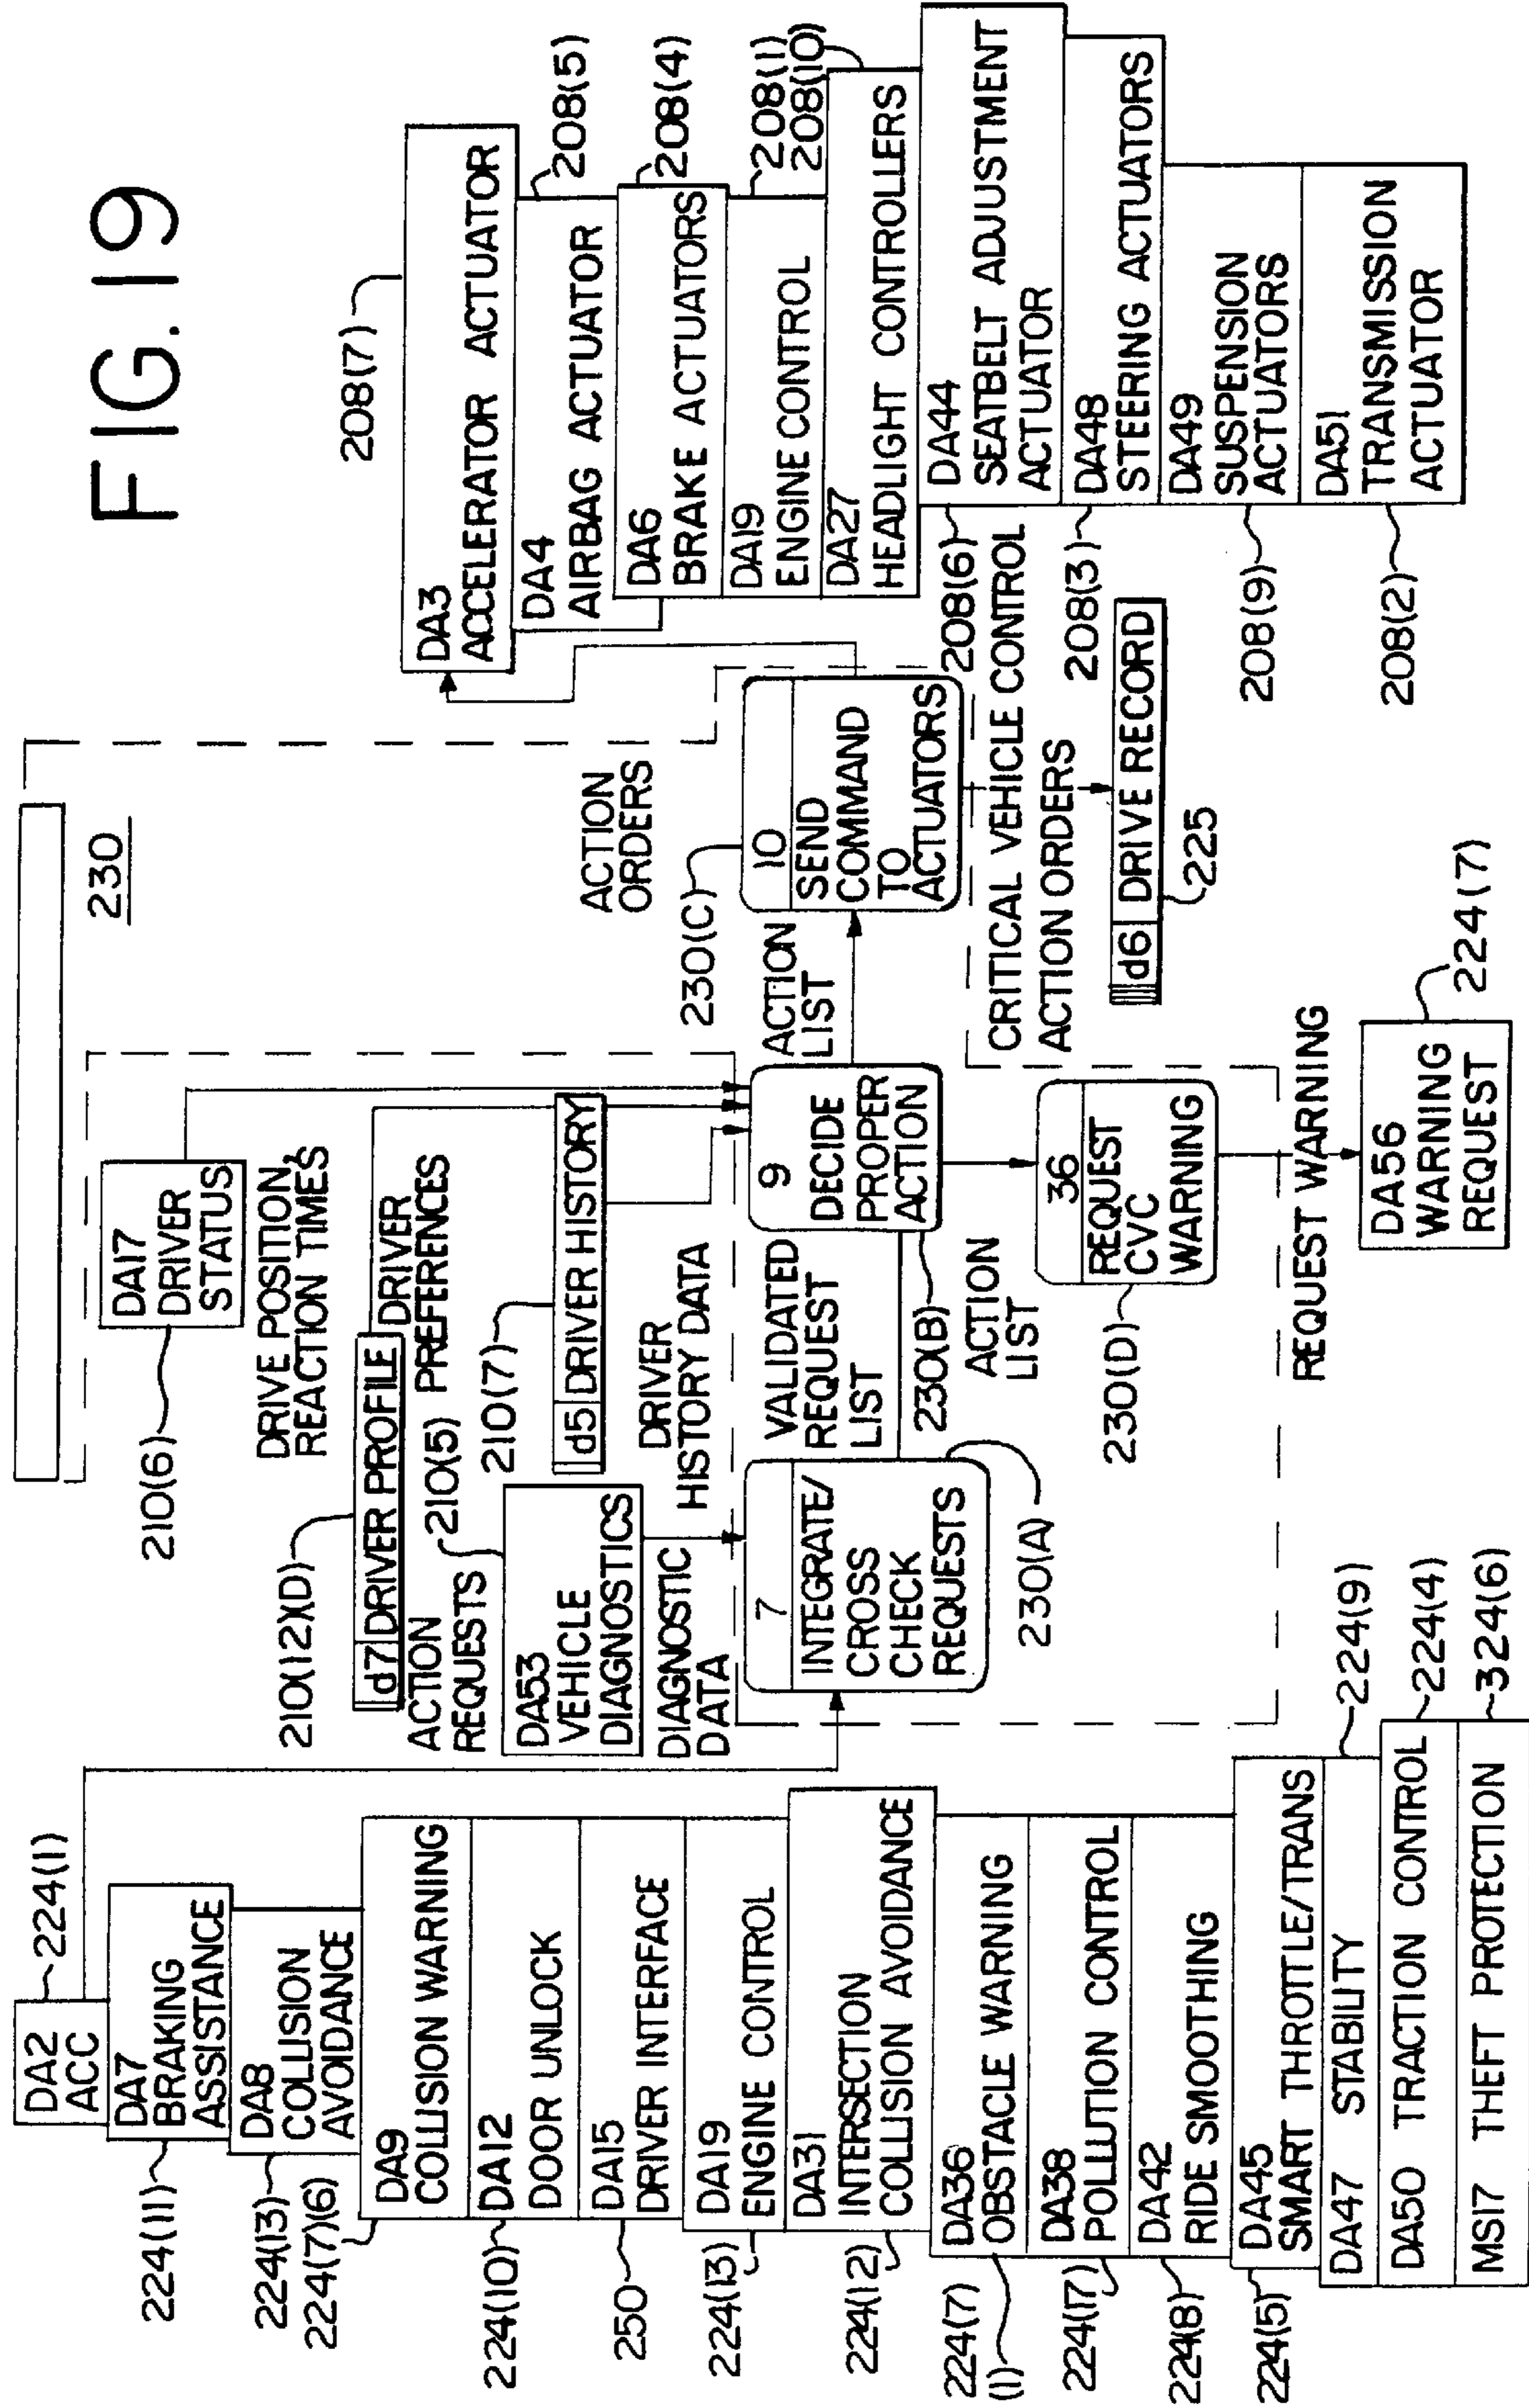 FIG. 19
230
DA2
ACC
224(1)
DA7
BRAKING
ASSISTANCE
224(11)
DA8
COLLISION
AVOIDANCE
224(13)
224(7)(6)
DA9
COLLISION WARNING
DA12
DOOR UNLOCK
224(10)
DA15
DRIVER INTERFACE
250
DA19
ENGINE CONTROL
224(13)
DA31
INTERSECTION
COLLISION AVOIDANCE
224(12)
DA36
OBSTACLE WARNING
224(7)
(1)
DA38
POLLUTION CONTROL
224(17)
DA42
RIDE SMOOTHING
224(8)
DA45
SMART THROTTLE/TRANS
224(5)
DA47 STABILITY
224(9)
DA50 TRACTION CONTROL
224(4)
MS17 THEFT PROTECTION
324(6)
DA17
DRIVER
STATUS
210(6)
DRIVE POSITION,
REACTION TIMES
210(12)(D)
d7 DRIVER PROFILE
DRIVER
PREFERENCES
ACTION
REQUESTS
210(5)
DA53
VEHICLE
DIAGNOSTICS
210(7)
d5 DRIVER HISTORY
DRIVER
HISTORY DATA
DIAGNOSTIC
DATA
7
INTEGRATE/
CROSS
CHECK
REQUESTS
230(A)
VALIDATED
REQUEST
LIST
9
DECIDE
PROPER
ACTION
230(B)
ACTION
LIST
ACTION
LIST
36
REQUEST
CVC
WARNING
230(D)
REQUEST WARNING
DA56
WARNING
REQUEST
224(7)
230(C)
10
SEND
COMMAND
TO
ACTUATORS
ACTION
ORDERS
CRITICAL VEHICLE CONTROL
ACTION ORDERS
d6 DRIVE RECORD
225
208(7)
DA3
ACCELERATOR ACTUATOR
DA4
AIRBAG ACTUATOR
208(5)
DA6
BRAKE ACTUATORS
208(4)
DA19
ENGINE CONTROL
208(1)
DA27
HEADLIGHT CONTROLLERS
208(10)
DA44
SEATBELT ADJUSTMENT
ACTUATOR
208(6)
DA48
STEERING ACTUATORS
208(3)
DA49
SUSPENSION
ACTUATORS
208(9)
DA51
TRANSMISSION
ACTUATOR
208(2)